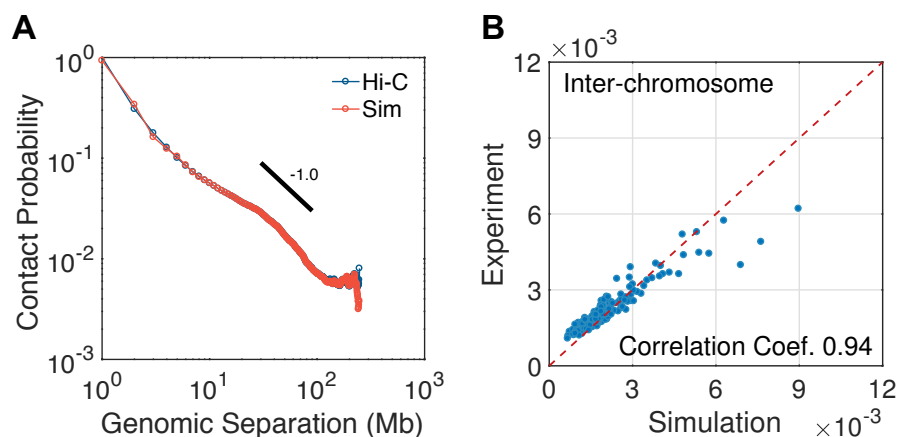 A
10^0
10^-1
10^-2
10^-3
10^0
10^1
10^2
10^3
Contact Probability
Genomic Separation (Mb)
Hi-C
Sim
-1.0
B
×10^-3
12
9
6
3
0
0
3
6
9
12
×10^-3
Experiment
Simulation
Inter-chromosome
Correlation Coef. 0.94